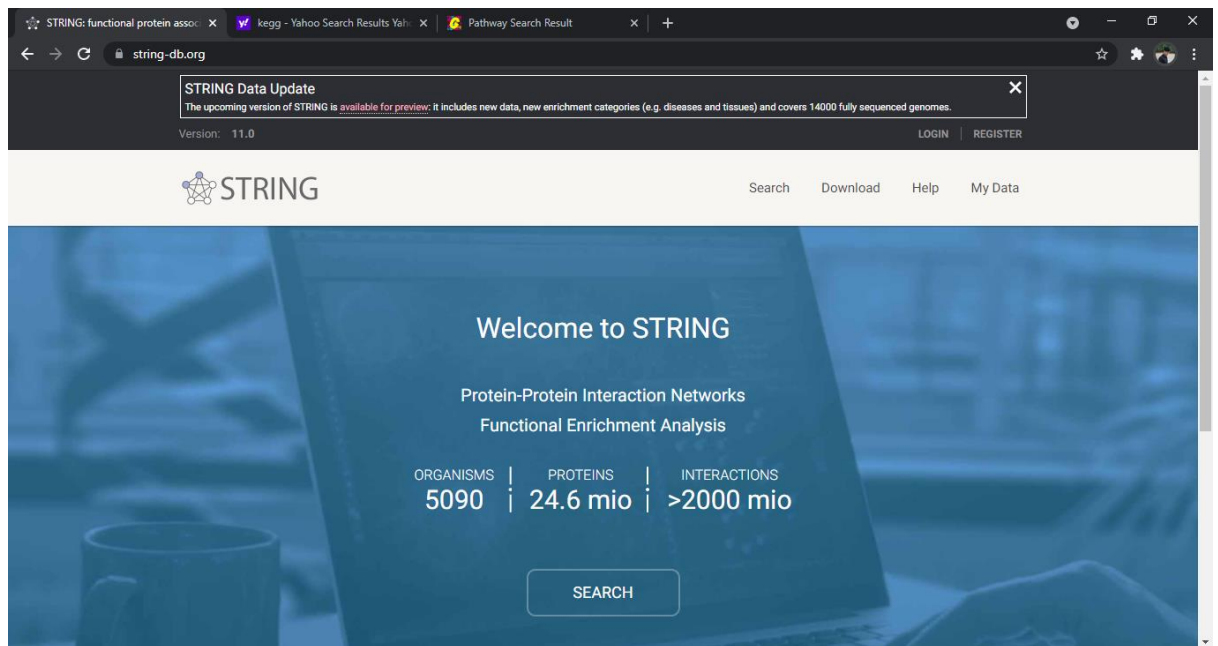 STRING: functional protein assoc
kegg - Yahoo Search Results Yah
Pathway Search Result
string-db.org
STRING Data Update
The upcoming version of STRING is available for preview: it includes new data, new enrichment categories (e.g. diseases and tissues) and covers 14000 fully sequenced genomes.
Version: 11.0
LOGIN | REGISTER
STRING
Search Download Help My Data
Welcome to STRING
Protein-Protein Interaction Networks
Functional Enrichment Analysis
ORGANISMS | PROTEINS | INTERACTIONS
5090 | 24.6 mio | >2000 mio
SEARCH